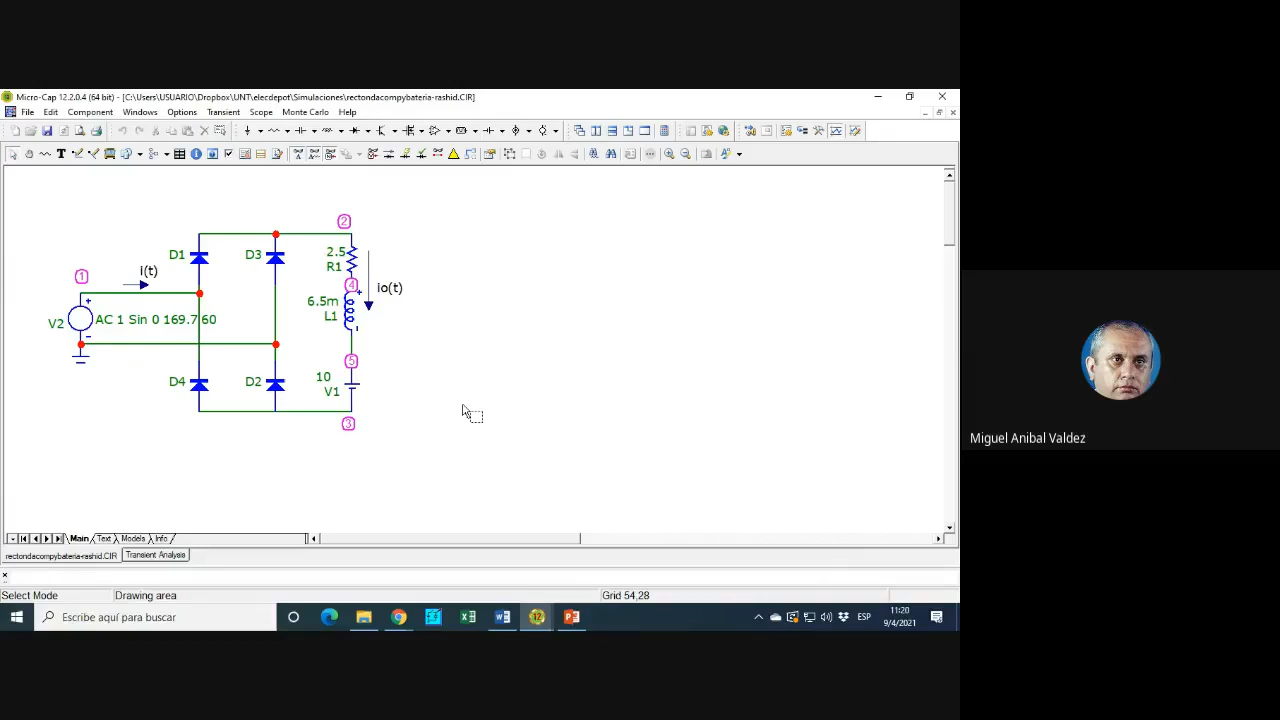 Micro-Cap 12.2.0.4 (64 bit) - [C:\Users\USUARIO\Dropbox\UNT\elecdepot\Simulaciones\rectondacompybateria-rashid.CIR]
File Edit Component Windows Options Transient Scope Monte Carlo Help
2
D1 D3 2.5
R1
1 i(t)
4 io(t)
6.5m
L1
V2 AC 1 Sin 0 169.7 60
5
D4 D2 10
V1
3
Main Text Models Info
rectondacompybateria-rashid.CIR Transient Analysis
Select Mode Drawing area Grid 54,28
Escribe aquí para buscar
ESP
11:20
9/4/2021
Miguel Anibal Valdez